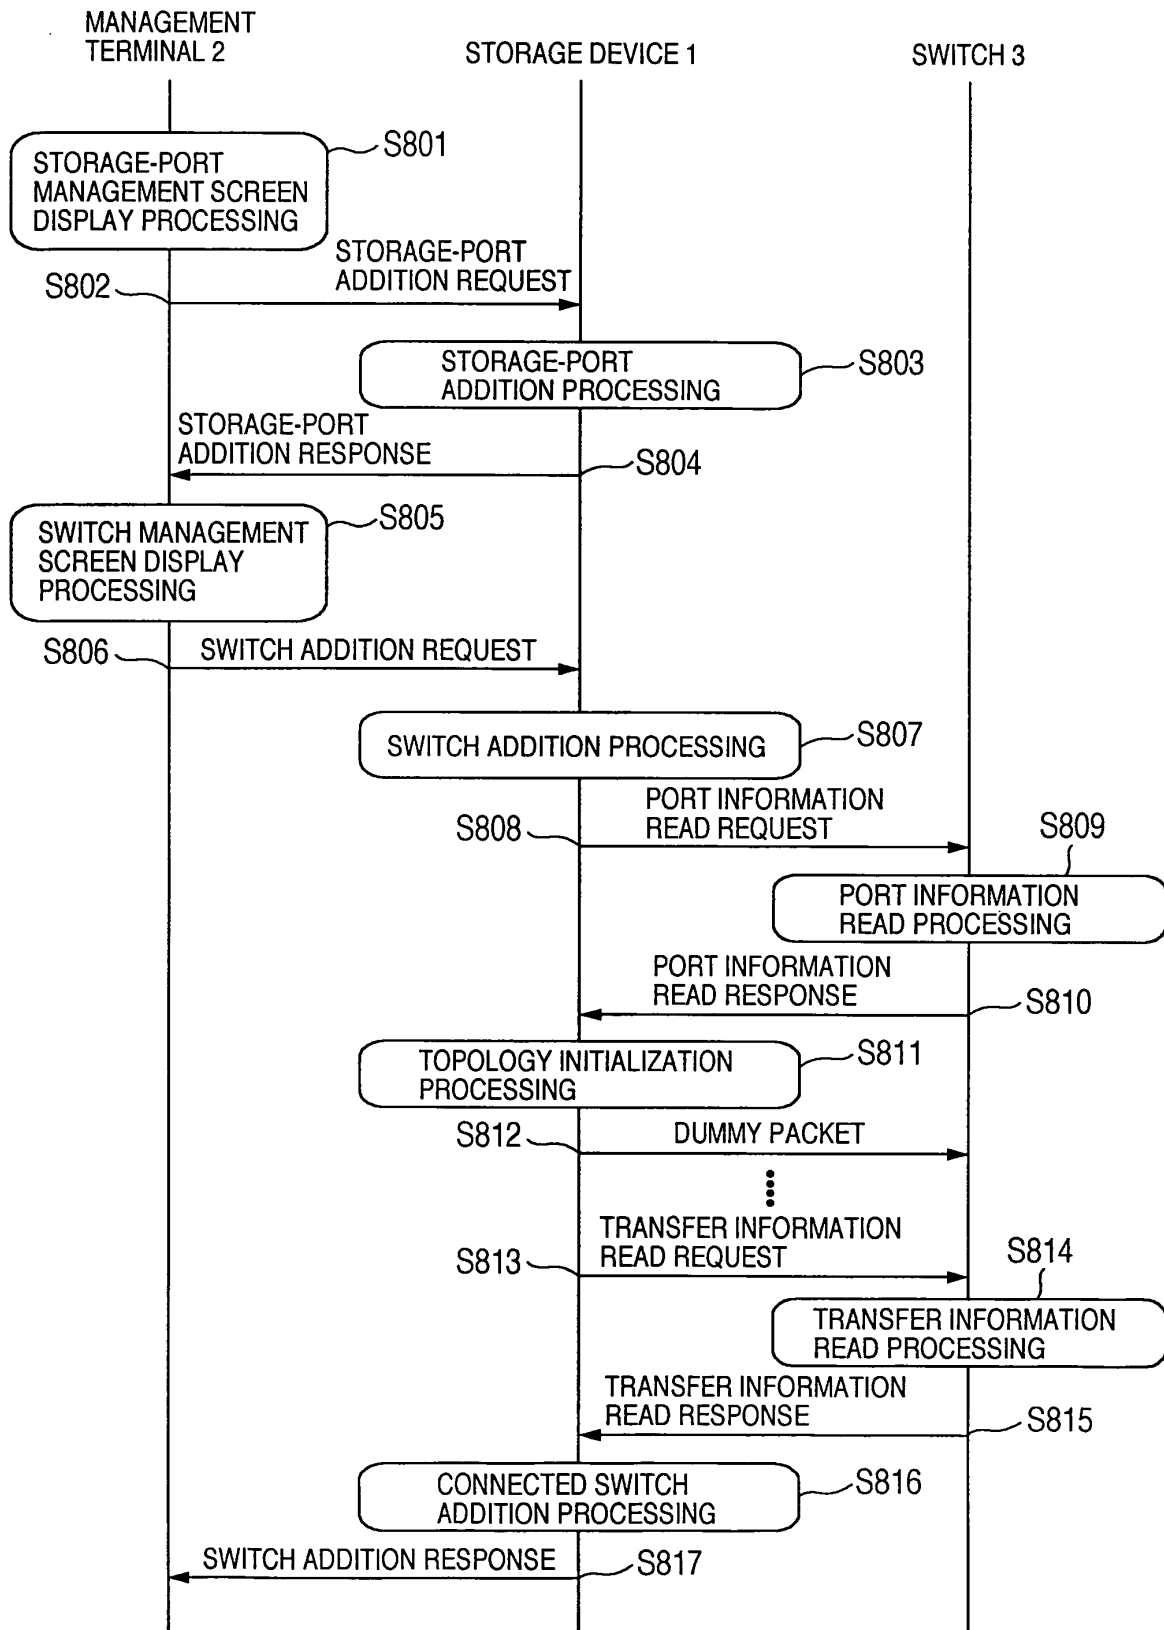 MANAGEMENT
TERMINAL 2
STORAGE DEVICE 1
SWITCH 3
S801
STORAGE-PORT
MANAGEMENT SCREEN
DISPLAY PROCESSING
STORAGE-PORT
ADDITION REQUEST
S802
STORAGE-PORT
ADDITION PROCESSING
S803
STORAGE-PORT
ADDITION RESPONSE
S804
S805
SWITCH MANAGEMENT
SCREEN DISPLAY
PROCESSING
S806
SWITCH ADDITION REQUEST
SWITCH ADDITION PROCESSING
S807
PORT INFORMATION
READ REQUEST
S808
S809
PORT INFORMATION
READ PROCESSING
PORT INFORMATION
READ RESPONSE
S810
TOPOLOGY INITIALIZATION
PROCESSING
S811
S812
DUMMY PACKET
TRANSFER INFORMATION
READ REQUEST
S813
S814
TRANSFER INFORMATION
READ PROCESSING
TRANSFER INFORMATION
READ RESPONSE
S815
CONNECTED SWITCH
ADDITION PROCESSING
S816
SWITCH ADDITION RESPONSE
S817